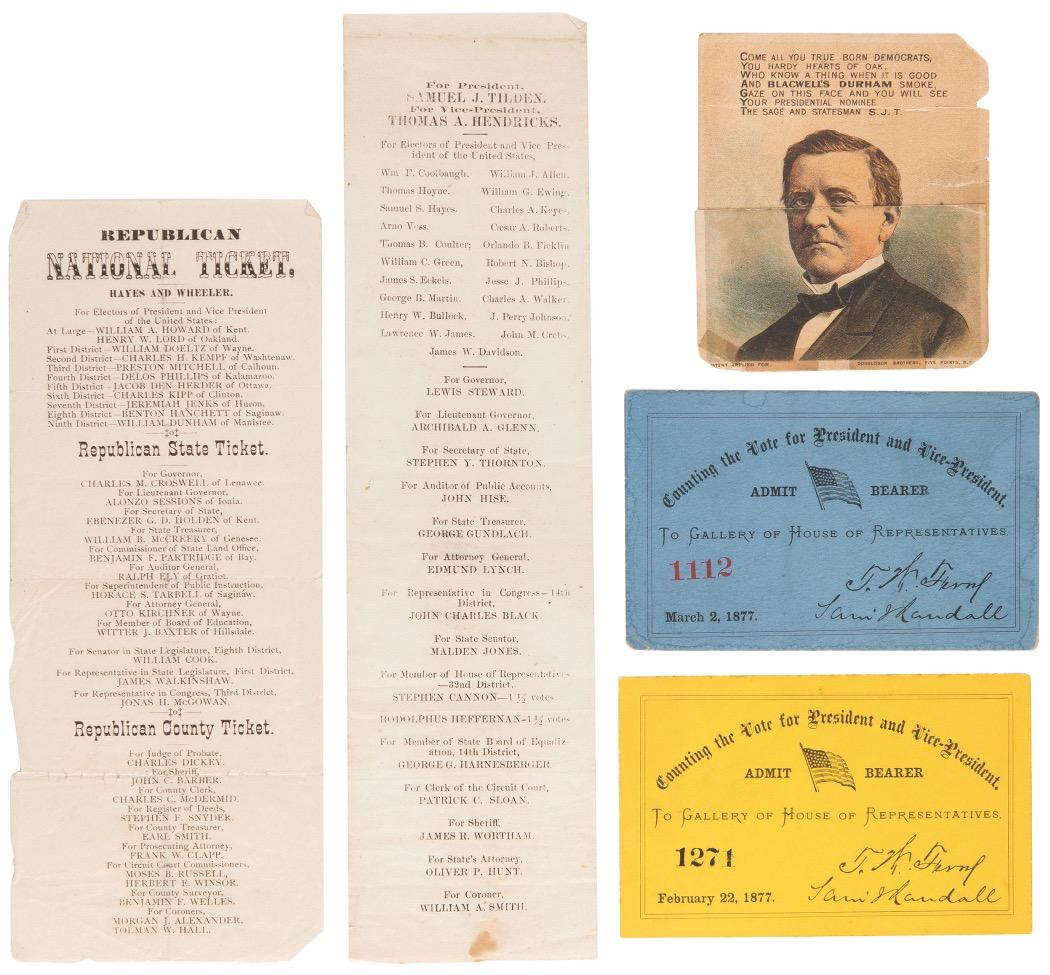 REPUBLICAN
NATIONAL TICKET.
HAYES AND WHEELER.
For Electors of President and Vice President
of the United States:
At Large—WILLIAM A. HOWARD of Kent.
HENRY W. LORD of Oakland.
First District—WILLIAM DOELTZ of Wayne.
Second District—CHARLES H. KEMPF of Washtenaw.
Third District—PRESTON MITCHELL of Calhoun.
Fourth District—DELOS PHILLIPS of Kalamazoo.
Fifth District—JACOB DEN HERDER of Ottawa.
Sixth District—CHARLES KIPP of Clinton.
Seventh District—JEREMIAH JENKS of Huron.
Eighth District—BENTON HANCHETT of Saginaw.
Ninth District—WILLIAM DUNHAM of Manistee.
Republican State Ticket.
For Governor,
CHARLES M. CROSWELL of Lenawee.
For Lieutenant Governor,
ALONZO SESSIONS of Ionia.
For Secretary of State,
EBENEZER G. D. HOLDEN of Kent.
For State Treasurer,
WILLIAM B. McCREERY of Genesee.
For Commissioner of State Land Office,
BENJAMIN F. PARTRIDGE of Bay.
For Auditor General,
RALPH ELY of Gratiot.
For Superintendent of Public Instruction,
HORACE S. TARBELL of Saginaw.
For Attorney General,
OTTO KIRCHNER of Wayne.
For Member of Board of Education,
WITTER J. BAXTER of Hillsdale.
For Senator in State Legislature, Eighth District,
WILLIAM COOK.
For Representative in State Legislature, First District,
JAMES WALKINSHAW.
For Representative in Congress, Third District,
JONAS H. McGOWAN.
Republican County Ticket.
For Judge of Probate,
CHARLES DICKEY.
For Sheriff,
JOHN C. BARBER.
For County Clerk,
CHARLES C. McDERMID.
For Register of Deeds,
STEPHEN F. SNYDER.
For County Treasurer,
EARL SMITH.
For Prosecuting Attorney,
FRANK W. CLAPP.
For Circuit Court Commissioners,
MOSES B. RUSSELL,
HERBERT E. WINSOR.
For County Surveyor,
BENJAMIN F. WELLES.
For Coroners,
MORGAN J. ALEXANDER,
TOLMAN W. HALL.
For President,
SAMUEL J. TILDEN.
For Vice-President,
THOMAS A. HENDRICKS.
For Electors of President and Vice Pres-
ident of the United States,
Wm F. Coolbaugh. William J. Allen.
Thomas Hoyne. William G. Ewing.
Samuel S. Hayes. Charles A. Keyes.
Arno Voss. Cæsar A. Roberts.
Thomas B. Coulter; Orlando B. Ficklin
William C. Green, Robert N. Bishop.
James S. Eckels. Jesse J. Phillips.
George B. Martin. Charles A. Walker.
Henry W. Bullock, J. Perry Johnson.
Lawrence W. James. John M. Crebs.
James W. Davidson.
For Governor,
LEWIS STEWARD.
For Lieutenant Governor,
ARCHIBALD A. GLENN.
For Secretary of State,
STEPHEN Y. THORNTON.
For Auditor of Public Accounts,
JOHN HISE.
For State Treasurer,
GEORGE GUNDLACH.
For Attorney General.
EDMUND LYNCH.
For Representative in Congress—14th
District,
JOHN CHARLES BLACK.
For State Senator,
MALDEN JONES.
For Member of House of Representatives
—32nd District.
STEPHEN CANNON—1 ½ votes
RODOLPHUS HEFFERNAN-1 ½ votes
For Member of State Board of Equaliz-
ation, 14th District,
GEORGE G. HARNESBERGER.
For Clerk of the Circuit Court,
PATRICK C. SLOAN.
For Sheriff,
JAMES R. WORTHAM.
For State's Attorney,
OLIVER P. HUNT.
For Coroner,
WILLIAM A. SMITH.
COME ALL YOU TRUE BORN DEMOCRATS,
YOU HARDY HEARTS OF OAK,
WHO KNOW A THING WHEN IT IS GOOD
AND BLACWELL'S DURHAM SMOKE,
GAZE ON THIS FACE AND YOU WILL SEE
YOUR PRESIDENTIAL NOMINEE
THE SAGE AND STATESMAN S.J.T.
ATENT APPLIED FOR. DONALDSON BROTHERS, FIVE POINTS, N.Y.
Counting the Vote for President and Vice-President.
ADMIT BEARER
TO GALLERY OF HOUSE OF REPRESENTATIVES.
1112
March 2, 1877.
T. W. Ferry
Sam J Randall
Counting the Vote for President and Vice-President.
ADMIT BEARER
TO GALLERY OF HOUSE OF REPRESENTATIVES.
1271
February 22, 1877.
T. W. Ferry
Sam J Randall